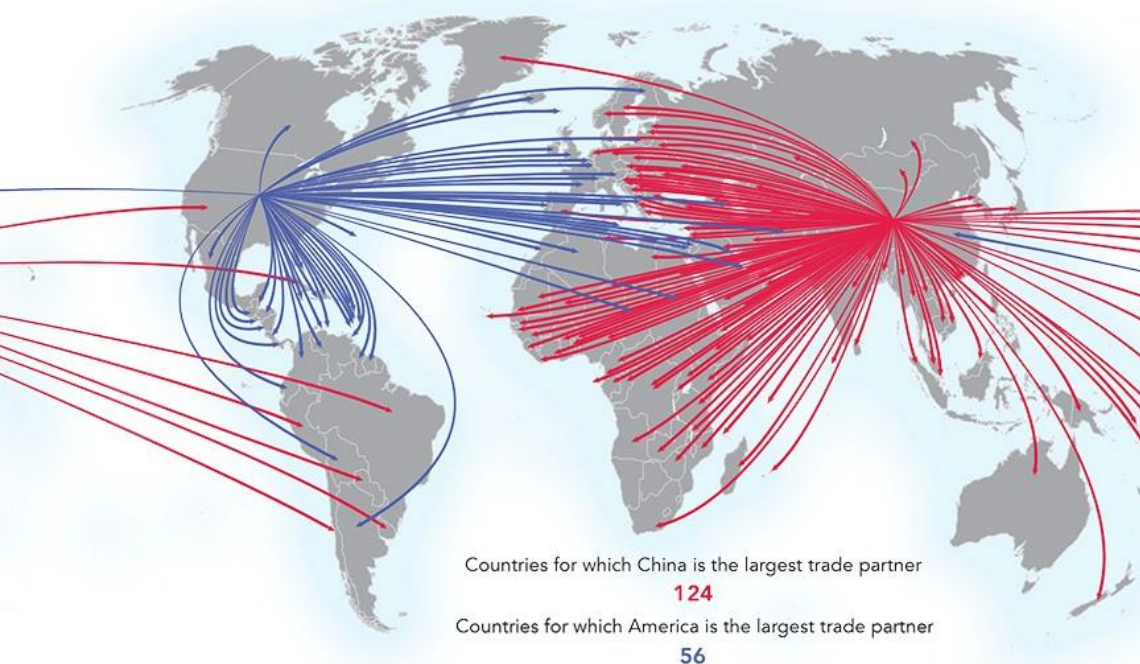 Countries for which China is the largest trade partner
124
Countries for which America is the largest trade partner
56